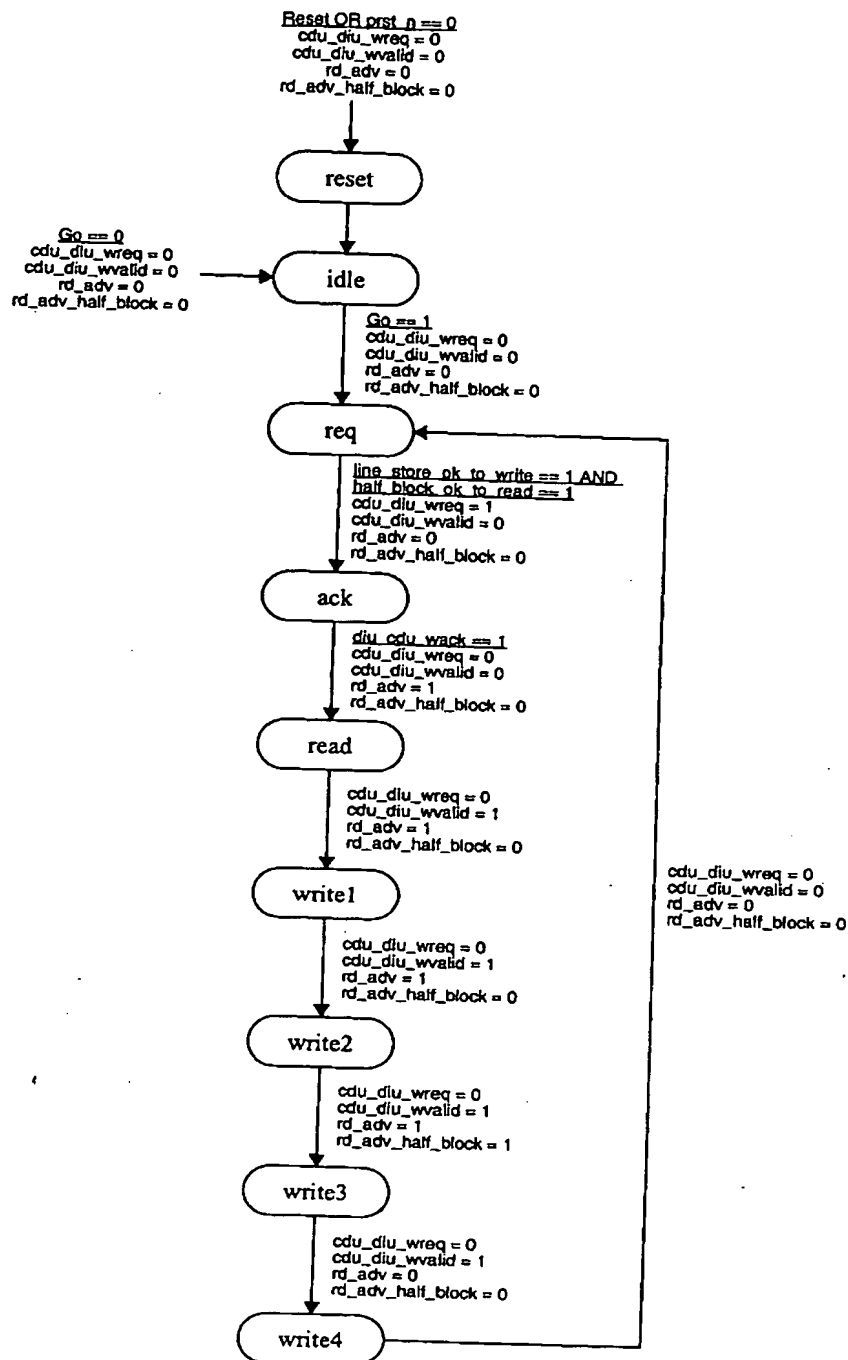 Reset OR prst_n == 0
cdu_diu_wreq = 0
cdu_diu_wvalid = 0
rd_adv = 0
rd_adv_half_block = 0
reset
Go == 0
cdu_diu_wreq = 0
cdu_diu_wvalid = 0
rd_adv = 0
rd_adv_half_block = 0
idle
Go == 1
cdu_diu_wreq = 0
cdu_diu_wvalid = 0
rd_adv = 0
rd_adv_half_block = 0
req
line_store_ok_to_write == 1 AND
half_block_ok_to_read == 1
cdu_diu_wreq = 1
cdu_diu_wvalid = 0
rd_adv = 0
rd_adv_half_block = 0
ack
diu_cdu_wack == 1
cdu_diu_wreq = 0
cdu_diu_wvalid = 0
rd_adv = 1
rd_adv_half_block = 0
read
cdu_diu_wreq = 0
cdu_diu_wvalid = 1
rd_adv = 1
rd_adv_half_block = 0
write1
cdu_diu_wreq = 0
cdu_diu_wvalid = 0
rd_adv = 0
rd_adv_half_block = 0
cdu_diu_wreq = 0
cdu_diu_wvalid = 1
rd_adv = 1
rd_adv_half_block = 0
write2
cdu_diu_wreq = 0
cdu_diu_wvalid = 1
rd_adv = 1
rd_adv_half_block = 1
write3
cdu_diu_wreq = 0
cdu_diu_wvalid = 1
rd_adv = 0
rd_adv_half_block = 0
write4